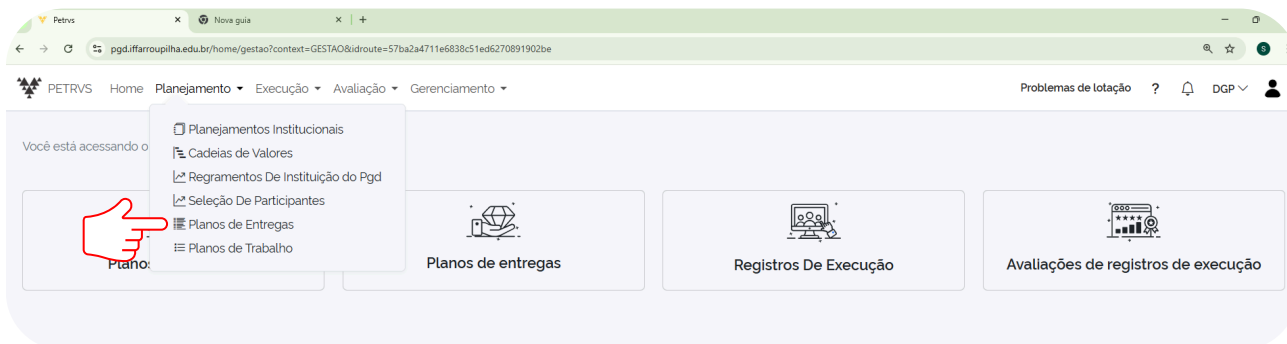 Petrvs
Nova guia
pgd.iffarroupilha.edu.br/home/gestao?context=GESTAO&idroute=57ba2a4711e6838c51ed6270891902be
S
PETRVS Home Planejamento Execução Avaliação Gerenciamento Problemas de lotação ? DGP
Planejamentos Institucionais
Você está acessando o
Cadeias de Valores
Regramentos De Instituição do Pgd
Seleção De Participantes
Planos de Entregas
Planos de Trabalho
Planos
Planos de entregas
Registros De Execução
Avaliações de registros de execução